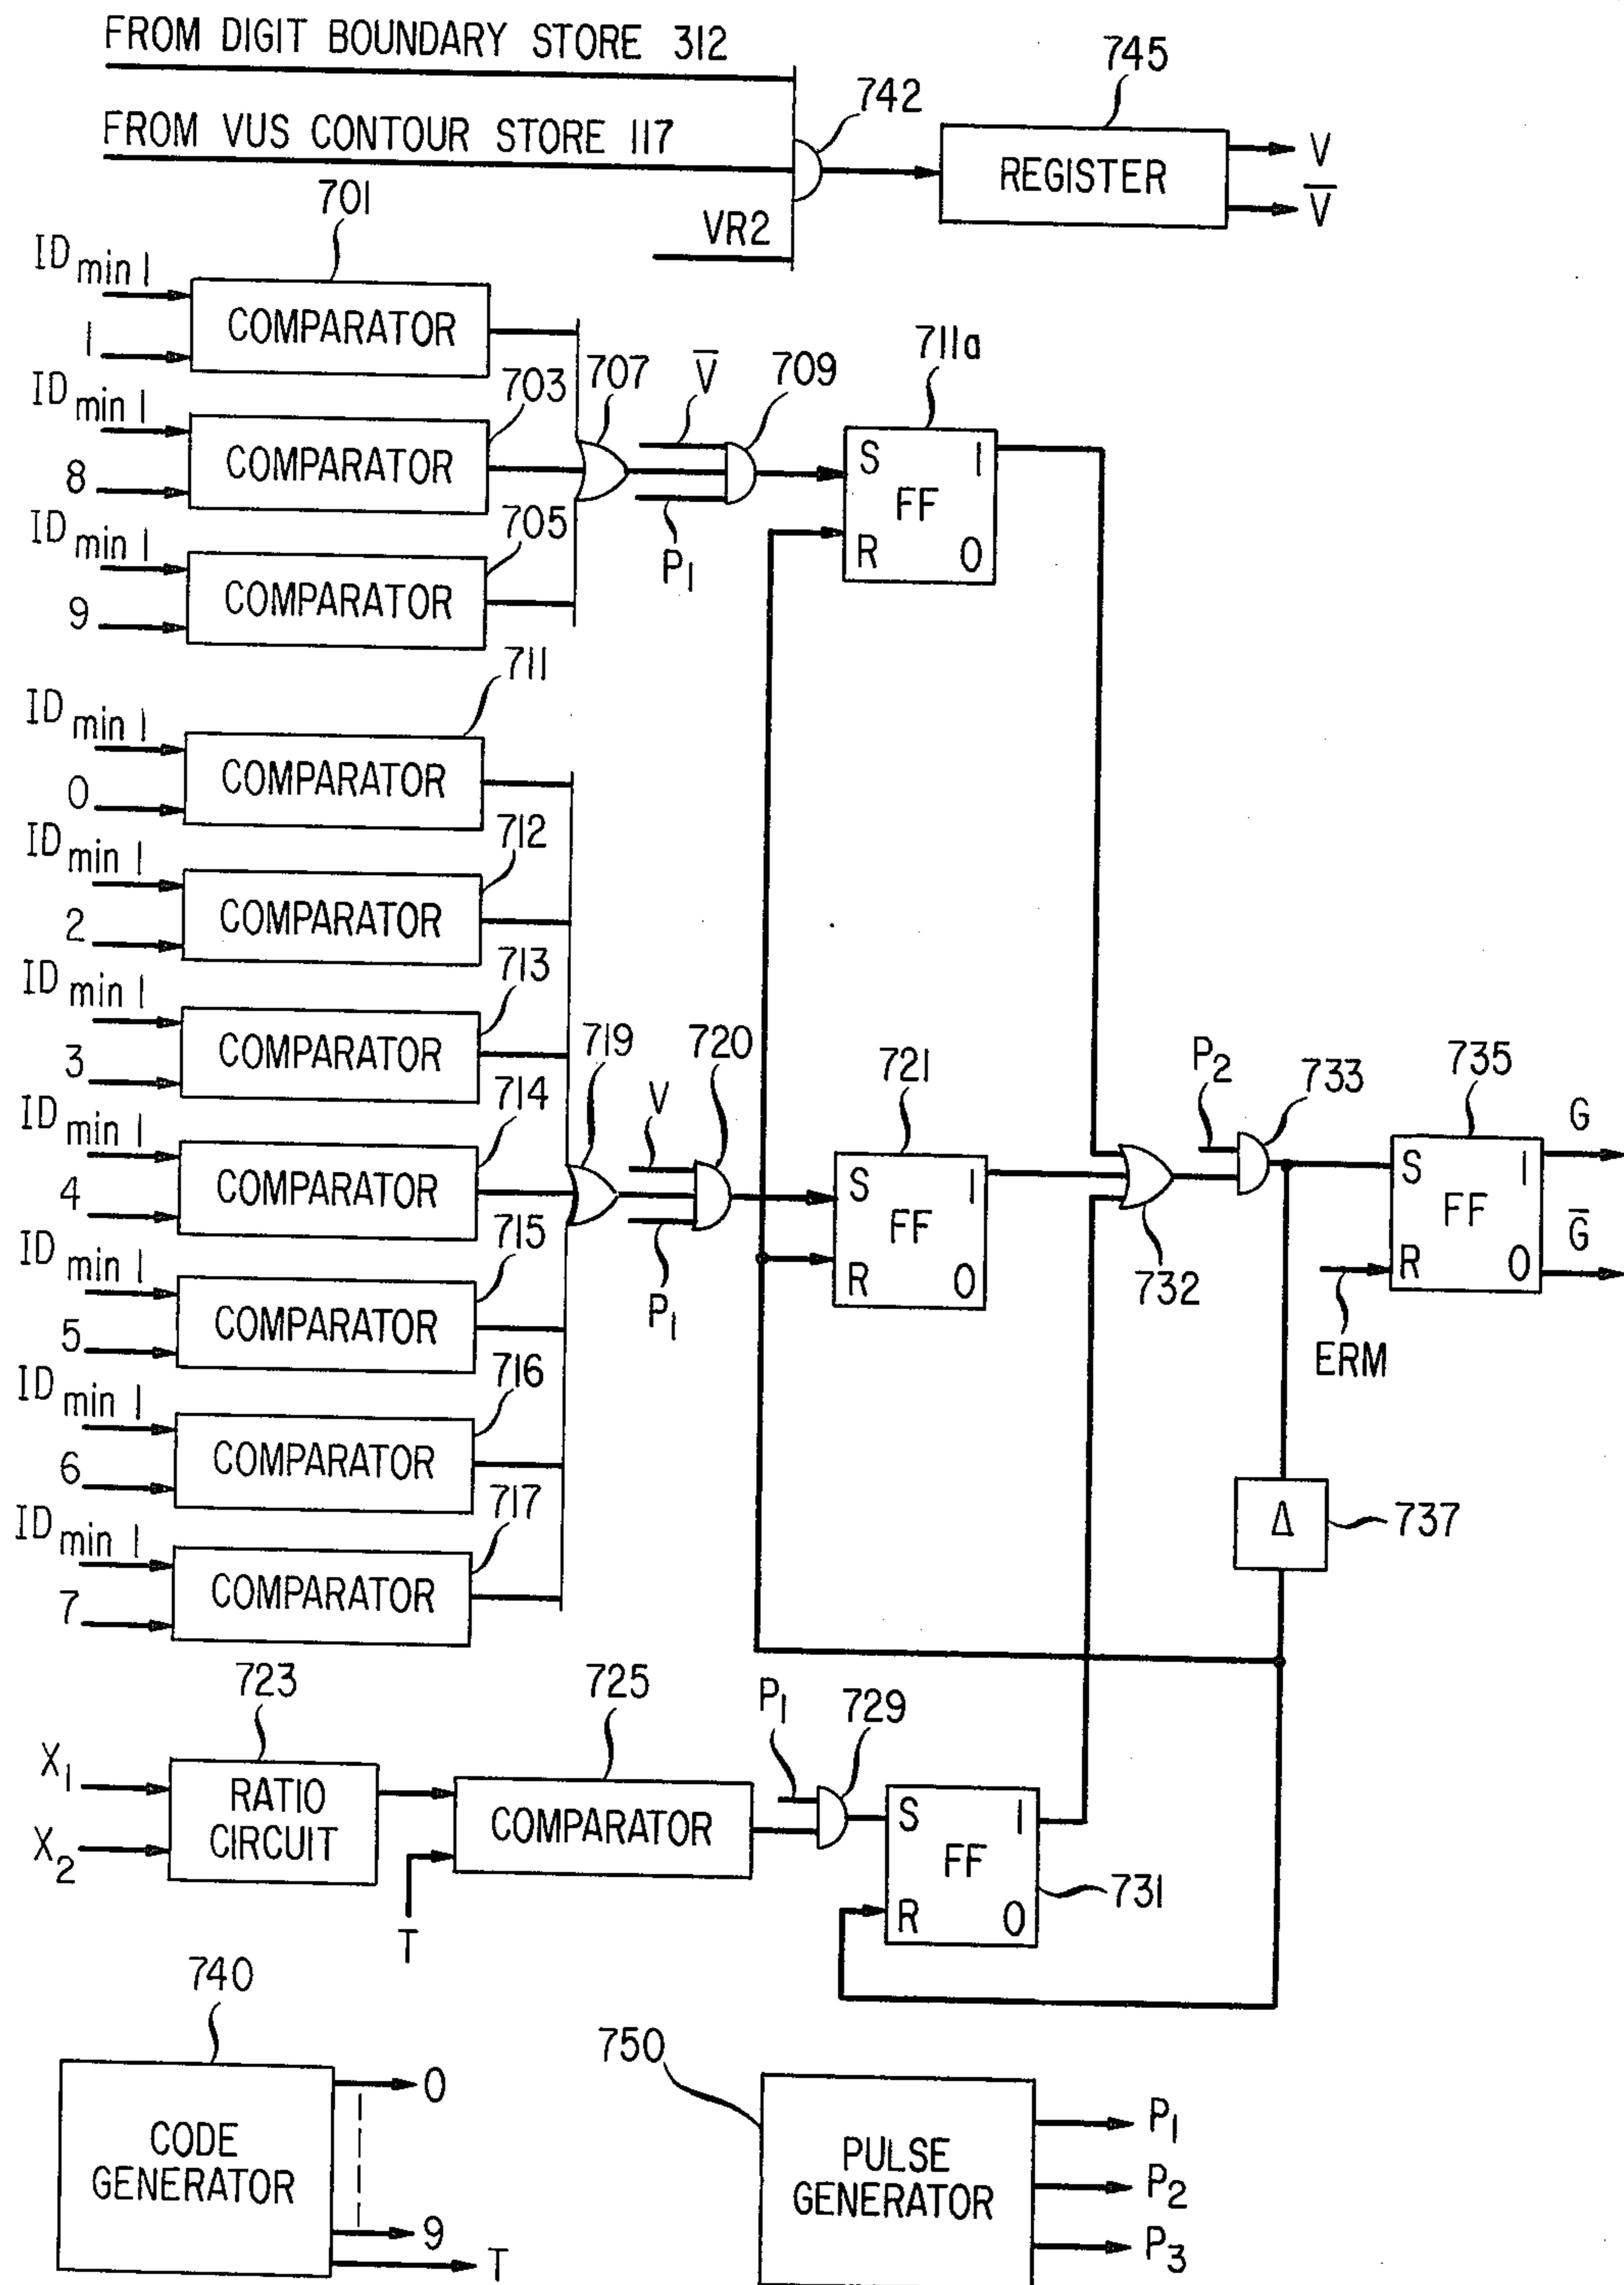 FROM DIGIT BOUNDARY STORE 312
745
742
FROM VUS CONTOUR STORE 117
REGISTER
V
V̅
701
VR2
ID min 1
COMPARATOR
1
711a
ID min 1
703
707
V̅
709
COMPARATOR
8
S 1
FF
R 0
ID min 1
705
P1
COMPARATOR
9
711
ID min 1
COMPARATOR
0
712
ID min 1
COMPARATOR
2
713
ID min 1
COMPARATOR
3
719
720
721
P2
733
735
G
714
ID min 1
V
COMPARATOR
4
S 1
FF
R 0
732
S 1
FF
R 0
G̅
ERM
715
ID min 1
P1
COMPARATOR
5
716
ID min 1
COMPARATOR
6
717
Δ
737
ID min 1
COMPARATOR
7
723
725
P1
729
X1
X2
RATIO
CIRCUIT
COMPARATOR
T
S 1
FF
R 0
731
740
750
CODE
GENERATOR
0
9
T
PULSE
GENERATOR
P1
P2
P3